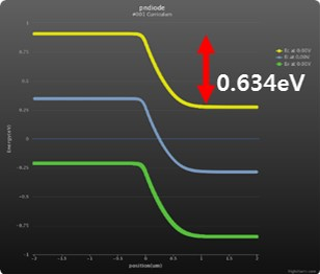 pndiode
#001 Curriculum
1
0.75
0.5
0.25
0
-0.25
-0.5
-0.75
-1
Energy(eV)
-2
-1.5
-1
-0.5
0
0.5
1
1.5
2
position(um)
Ec at 0.00V
Ei at 0.00V
Ev at 0.00V
0.634eV
Highcharts.com